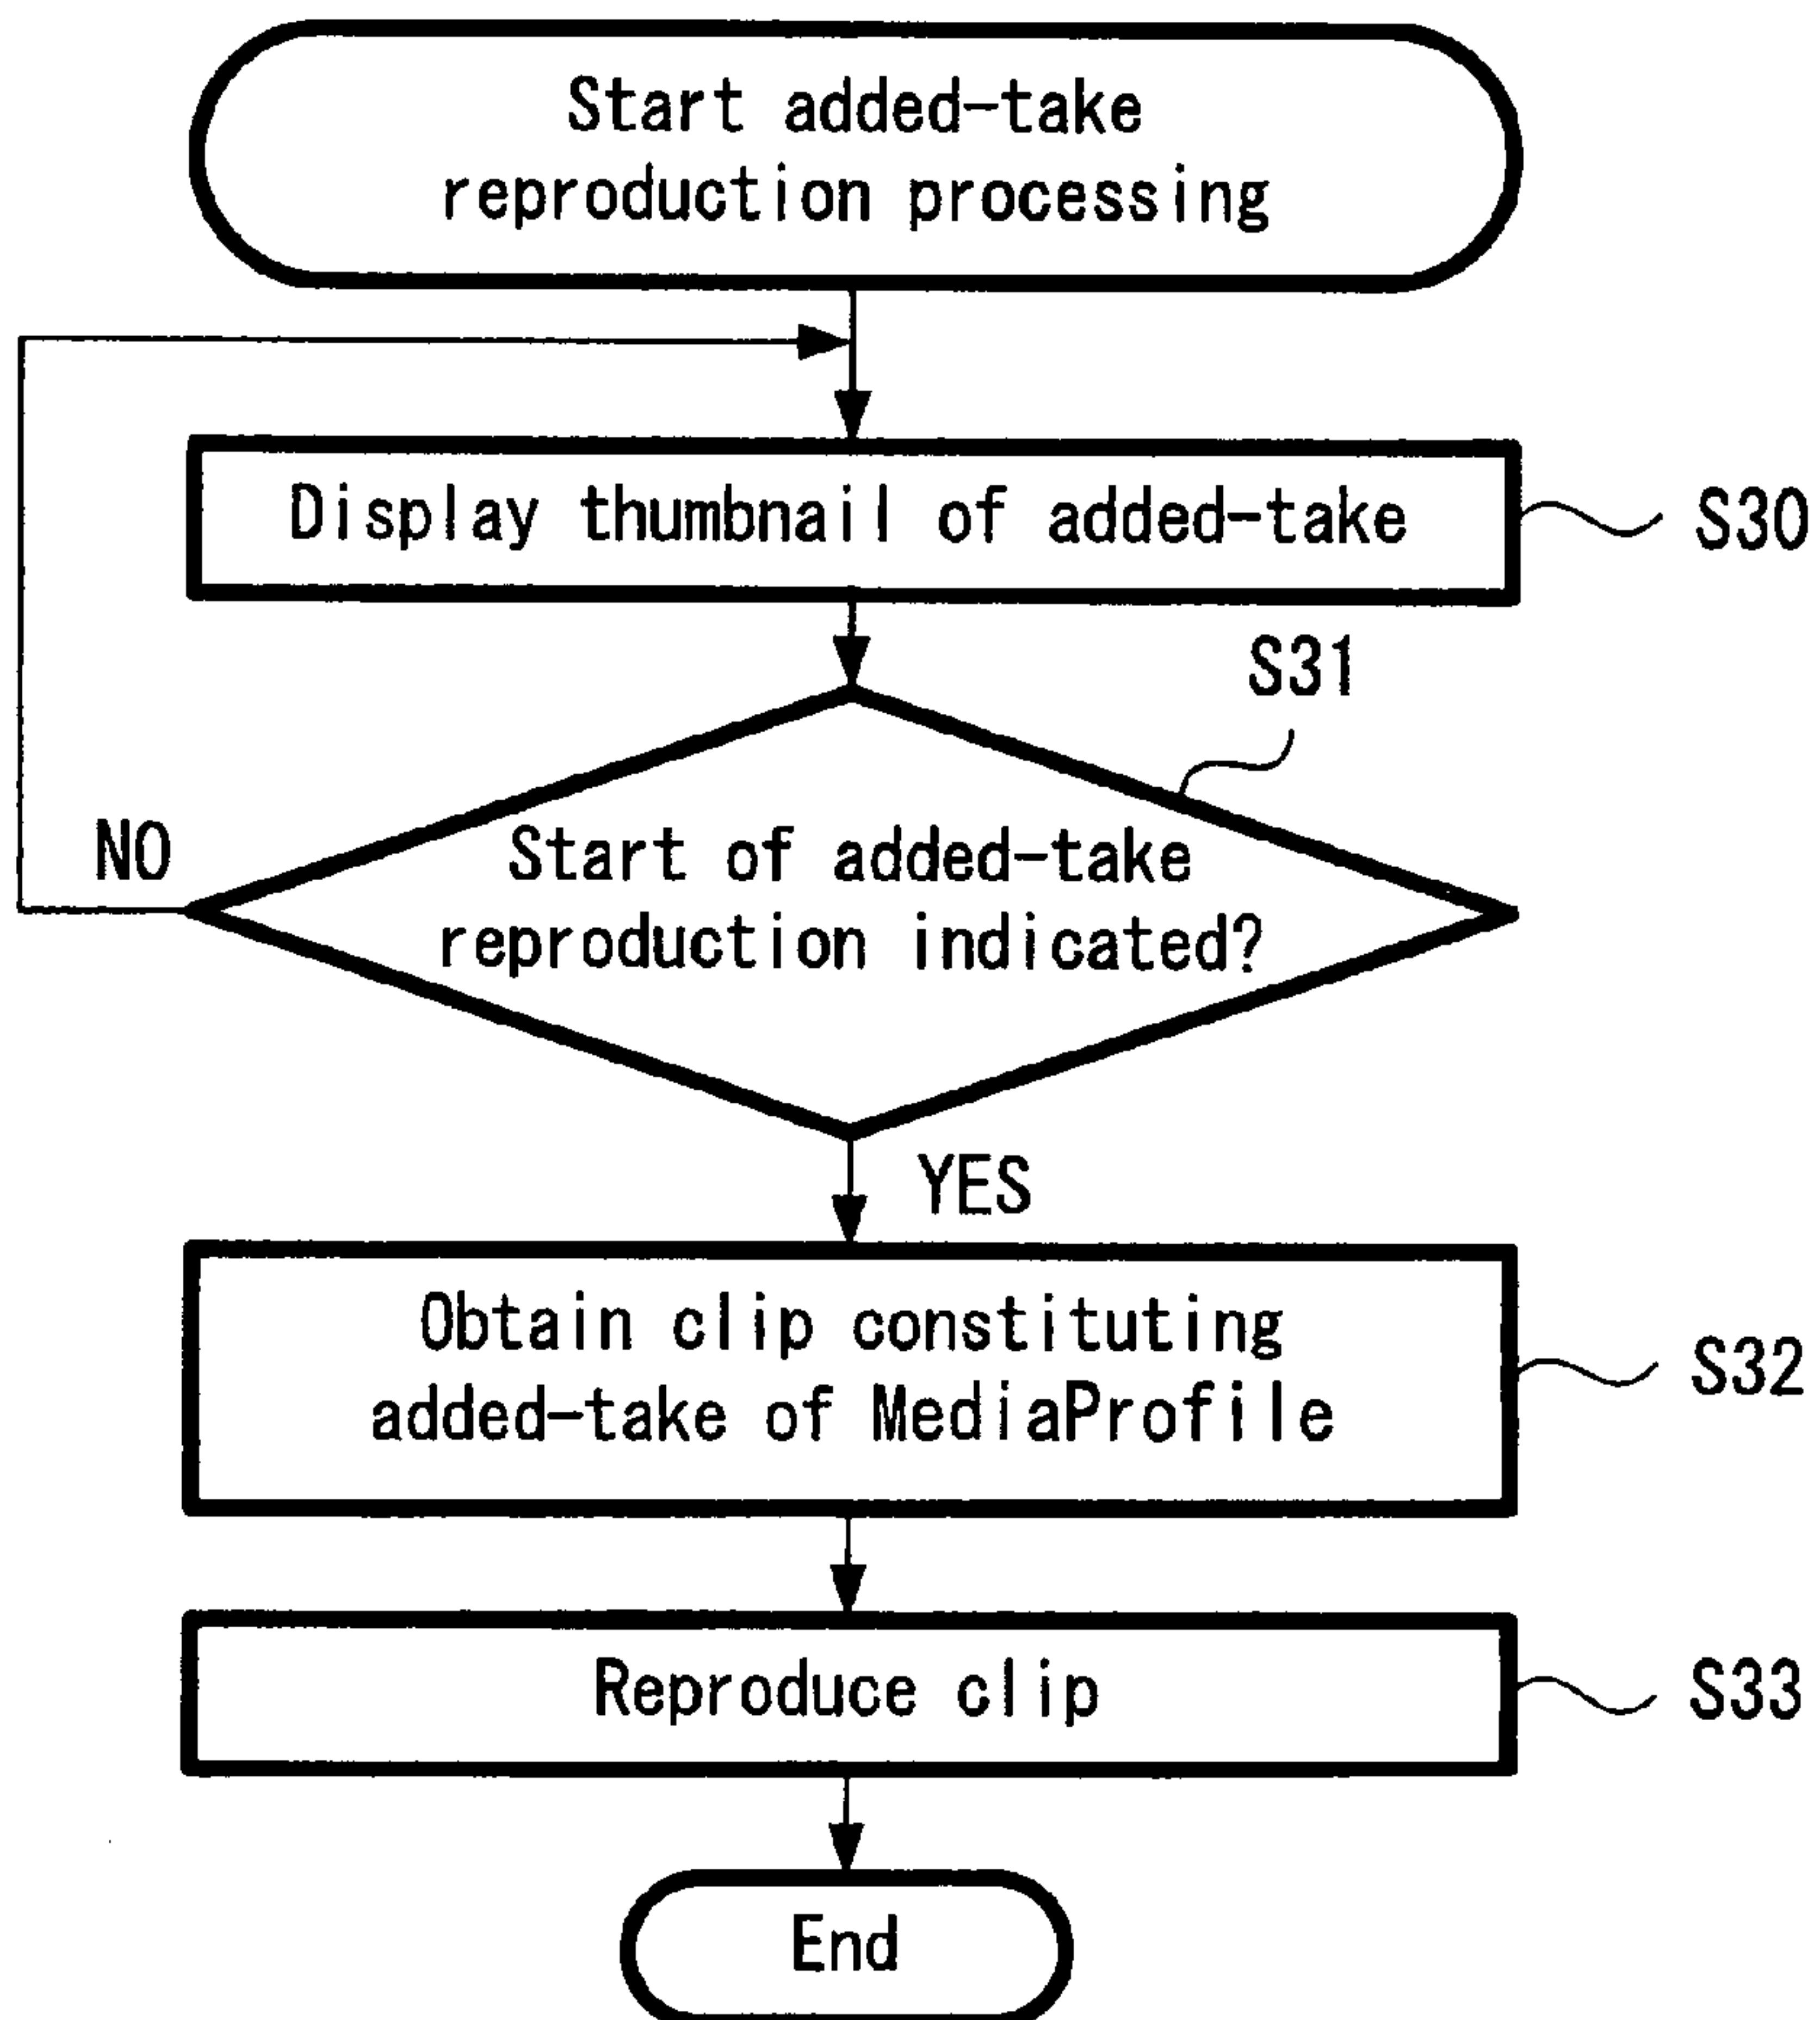 Start added-take
reproduction processing
Display thumbnail of added-take
S30
S31
NO
Start of added-take
reproduction indicated?
YES
Obtain clip constituting
added-take of MediaProfile
S32
Reproduce clip
S33
End